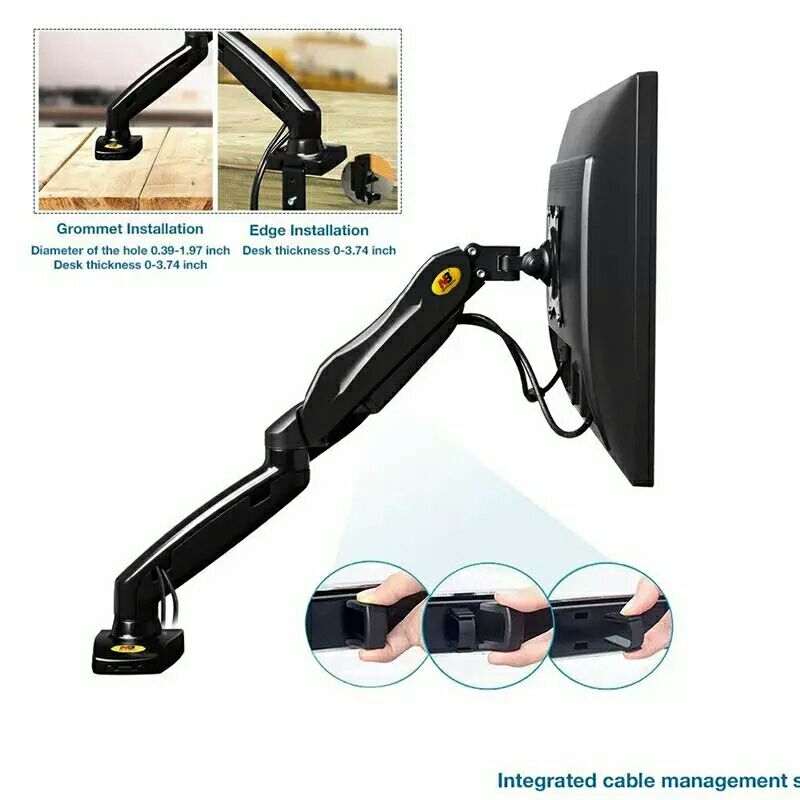 Grommet Installation
Diameter of the hole 0.39-1.97 inch
Desk thickness 0-3.74 inch
Edge Installation
Desk thickness 0-3.74 inch
NB
Integrated cable management s